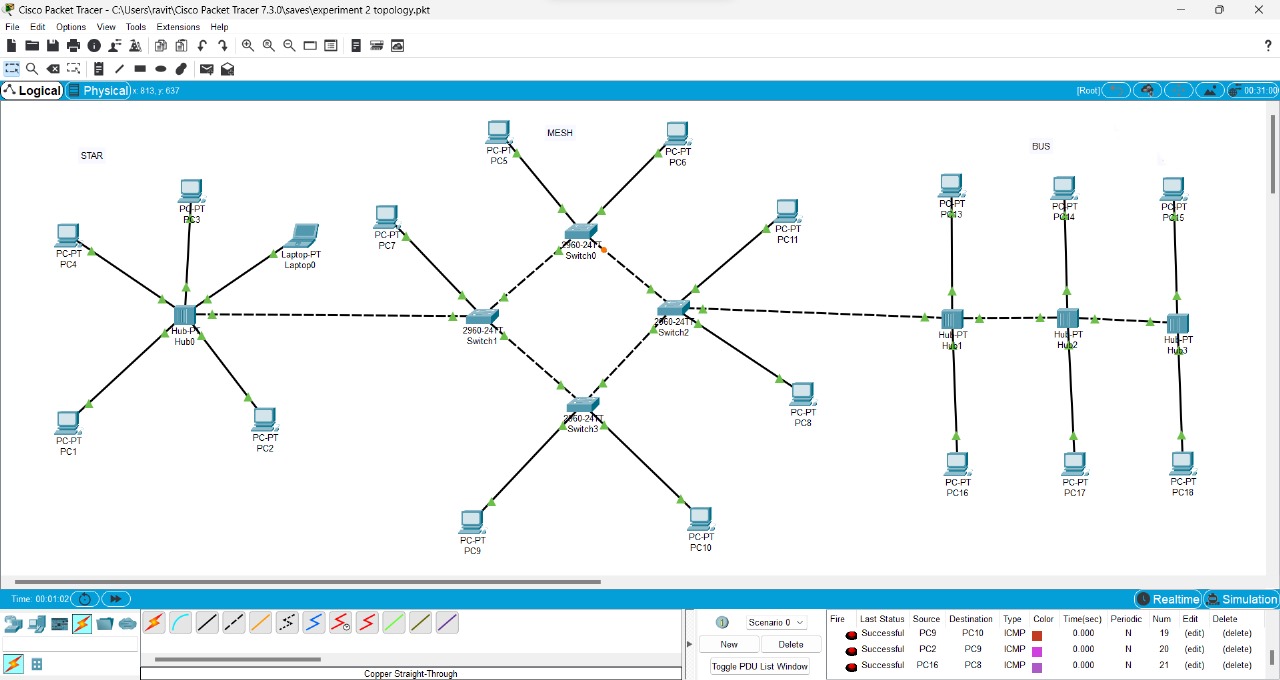 Cisco Packet Tracer - C:\Users\ravit\Cisco Packet Tracer 7.3.0\saves\experiment 2 topology.pkt
File Edit Options View Tools Extensions Help
?
Logical Physical x: 813, y: 637 [Root] 00:31:00
STAR
MESH
BUS
PC-PT
PC5
PC-PT
PC6
PC-PT
PC3
PC-PT
PC4
Laptop-PT
Laptop0
PC-PT
PC7
2960-24TT
Switch0
PC-PT
PC11
PC-PT
PC13
PC-PT
PC14
PC-PT
PC15
Hub-PT
Hub0
2960-24TT
Switch1
2960-24TT
Switch2
Hub-PT
Hub1
Hub-PT
Hub2
Hub-PT
Hub3
PC-PT
PC1
PC-PT
PC2
2960-24TT
Switch3
PC-PT
PC8
PC-PT
PC16
PC-PT
PC17
PC-PT
PC18
PC-PT
PC9
PC-PT
PC10
Time: 00:01:02 Realtime Simulation
Scenario 0
New Delete
Toggle PDU List Window
Fire Last Status Source Destination Type Color Time(sec) Periodic Num Edit Delete
Successful PC9 PC10 ICMP 0.000 N 19 (edit) (delete)
Successful PC2 PC9 ICMP 0.000 N 20 (edit) (delete)
Successful PC16 PC8 ICMP 0.000 N 21 (edit) (delete)
Copper Straight-Through